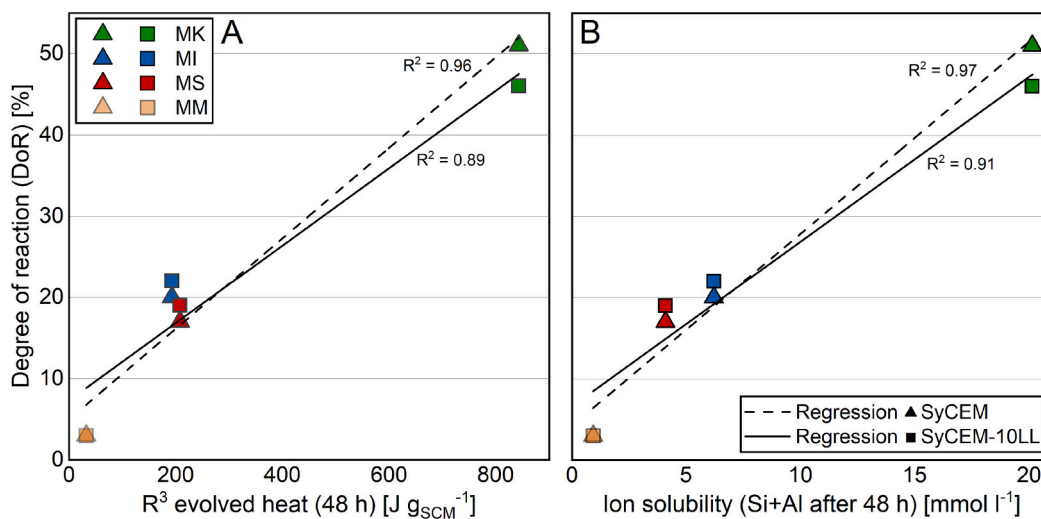 A
MK
MI
MS
MM
R² = 0.96
R² = 0.89
Degree of reaction (DoR) [%]
50
40
30
20
10
0
0 200 400 600 800
R³ evolved heat (48 h) [J g_SCM⁻¹]
B
R² = 0.97
R² = 0.91
Regression SyCEM
Regression SyCEM-10LL
0 5 10 15 20
Ion solubility (Si+Al after 48 h) [mmol l⁻¹]